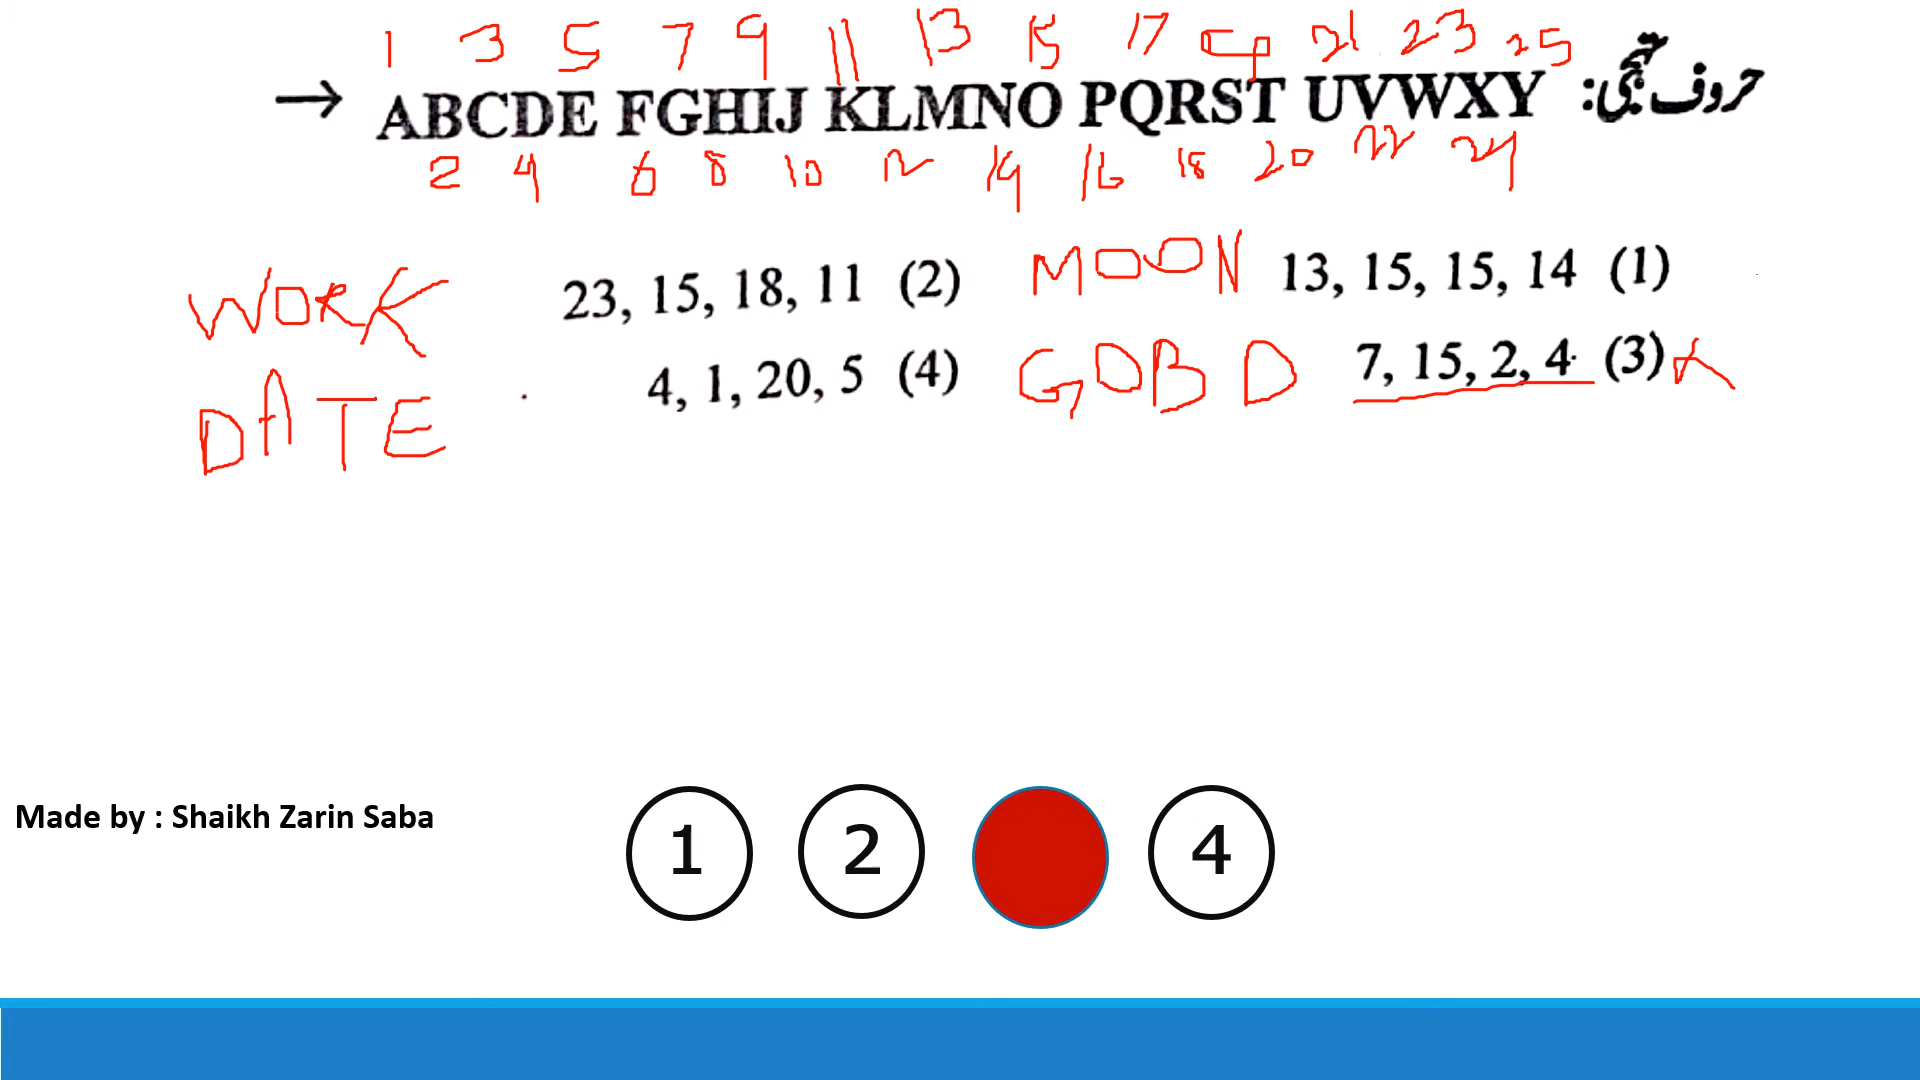 1 3 5 7 9 11 13 15 17 21 23 25
حروف تہجی: ABCDE FGHIJ KLMNO PQRST UVWXY →
2 4 6 8 10 12 14 16 18 20 22 24
(1) 13, 15, 15, 14 MOON (2) 23, 15, 18, 11 WORK
(3) 7, 15, 2, 4 GOBD (4) 4, 1, 20, 5 DATE
Made by : Shaikh Zarin Saba
1 2 4